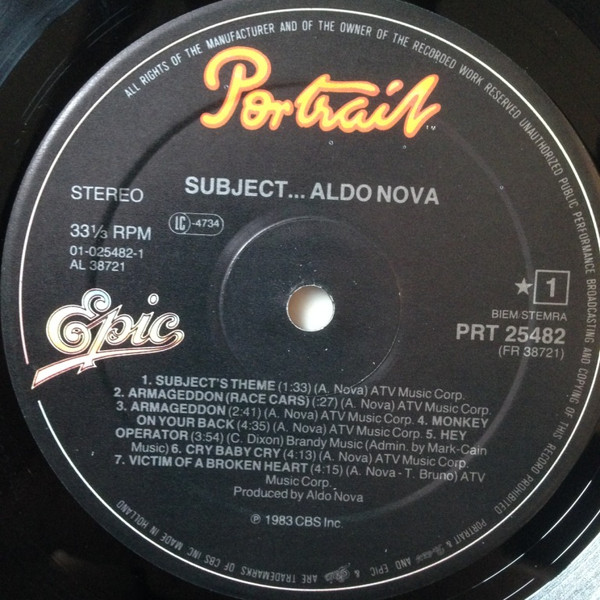 ALL RIGHTS OF THE MANUFACTURER AND OF THE OWNER OF THE RECORDED WORK RESERVED UNAUTHORIZED PUBLIC PERFORMANCE BROADCASTING AND COPYING OF THIS RECORD PROHIBITED
Portrait™
SUBJECT... ALDO NOVA
STEREO
33⅓ RPM
LC-4734
01-025482-1
AL 38721
★ 1
BIEM/STEMRA
PRT 25482
(FR 38721)
Epic
1. SUBJECT'S THEME (1:33) (A. Nova) ATV Music Corp.
2. ARMAGEDDON (RACE CARS) (:27) (A. Nova) ATV Music Corp.
3. ARMAGEDDON (2:41) (A. Nova) ATV Music Corp. 4. MONKEY
ON YOUR BACK (4:35) (A. Nova) ATV Music Corp. 5. HEY
OPERATOR (3:54) (C. Dixon) Brandy Music (Admin. by Mark-Cain
Music) 6. CRY BABY CRY (4:13) (A. Nova) ATV Music Corp.
7. VICTIM OF A BROKEN HEART (4:15) (A. Nova - T. Bruno) ATV
Music Corp.
Produced by Aldo Nova
℗ 1983 CBS Inc.
PORTRAIT & Portrait AND EPIC & Epic ARE TRADEMARKS OF CBS INC. MADE IN HOLLAND